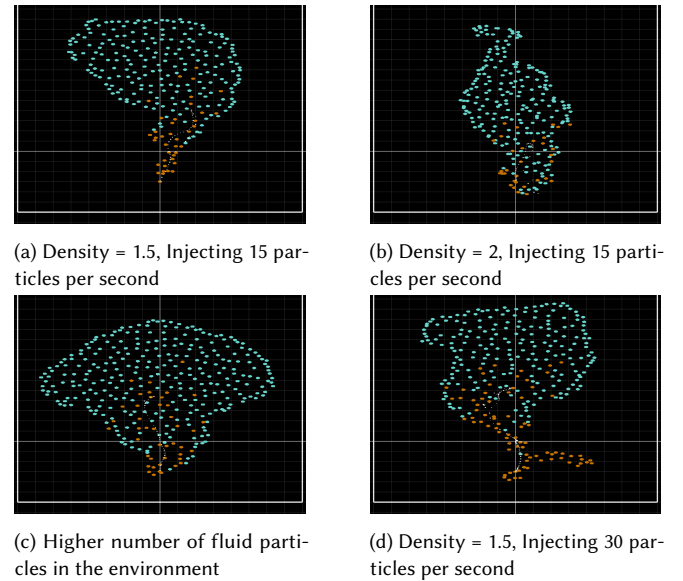 (a) Density = 1.5, Injecting 15 par-
ticles per second
(b) Density = 2, Injecting 15 parti-
cles per second
(c) Higher number of fluid parti-
cles in the environment
(d) Density = 1.5, Injecting 30 par-
ticles per second